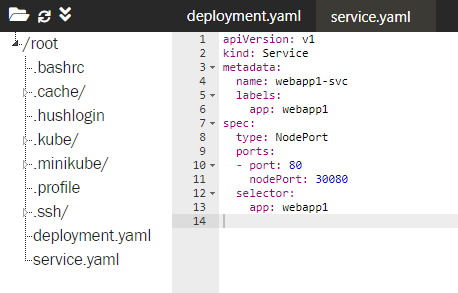 deployment.yaml service.yaml
/root
.bashrc
.cache/
.hushlogin
.kube/
.minikube/
.profile
.ssh/
deployment.yaml
service.yaml
1 apiVersion: v1
2 kind: Service
3 metadata:
4   name: webapp1-svc
5   labels:
6     app: webapp1
7 spec:
8   type: NodePort
9   ports:
10   - port: 80
11     nodePort: 30080
12   selector:
13     app: webapp1
14